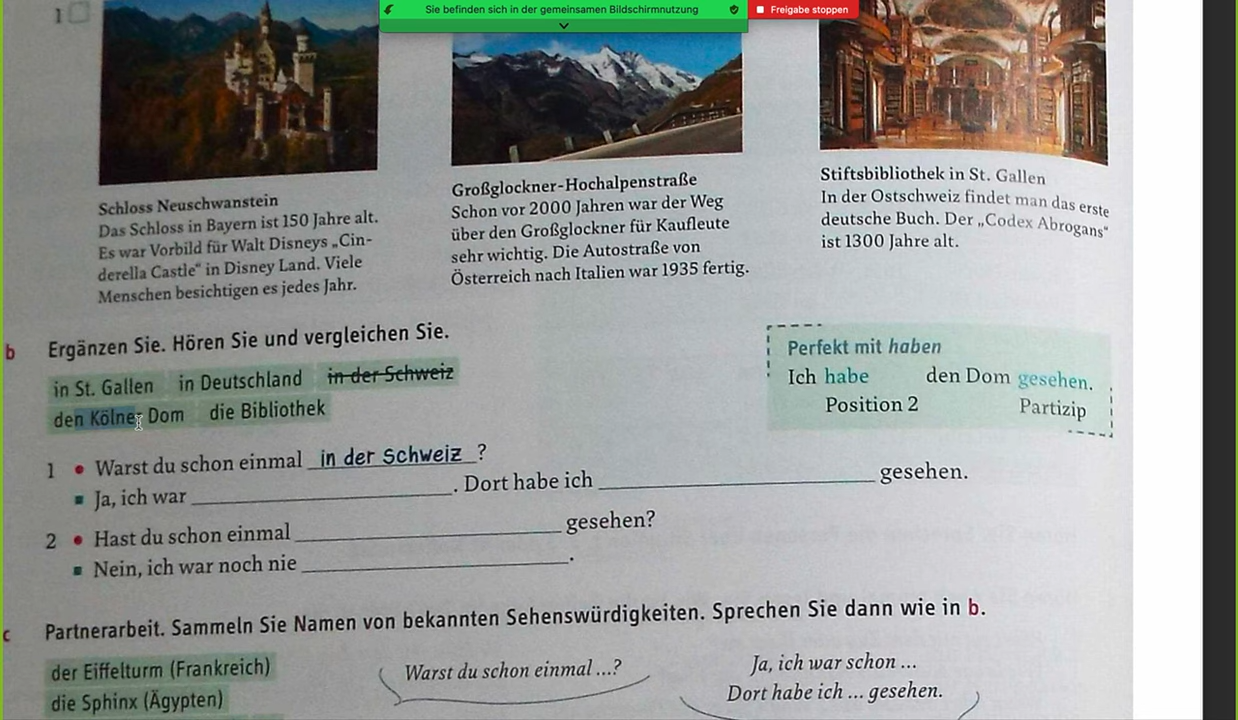 Sie befinden sich in der gemeinsamen Bildschirmnutzung
Freigabe stoppen
1
Schloss Neuschwanstein
Das Schloss in Bayern ist 150 Jahre alt.
Es war Vorbild für Walt Disneys „Cin-
derella Castle“ in Disney Land. Viele
Menschen besichtigen es jedes Jahr.
Großglockner-Hochalpenstraße
Schon vor 2000 Jahren war der Weg
über den Großglockner für Kaufleute
sehr wichtig. Die Autostraße von
Österreich nach Italien war 1935 fertig.
Stiftsbibliothek in St. Gallen
In der Ostschweiz findet man das erste
deutsche Buch. Der „Codex Abrogans“
ist 1300 Jahre alt.
b Ergänzen Sie. Hören Sie und vergleichen Sie.
in St. Gallen in Deutschland in der Schweiz
den Kölner Dom die Bibliothek
Perfekt mit haben
Ich habe den Dom gesehen.
Position 2 Partizip
1 • Warst du schon einmal in der Schweiz ?
Ja, ich war ____. Dort habe ich ____ gesehen.
2 • Hast du schon einmal ____ gesehen?
Nein, ich war noch nie ____.
c Partnerarbeit. Sammeln Sie Namen von bekannten Sehenswürdigkeiten. Sprechen Sie dann wie in b.
der Eiffelturm (Frankreich)
die Sphinx (Ägypten)
Warst du schon einmal ...?
Ja, ich war schon ...
Dort habe ich ... gesehen.